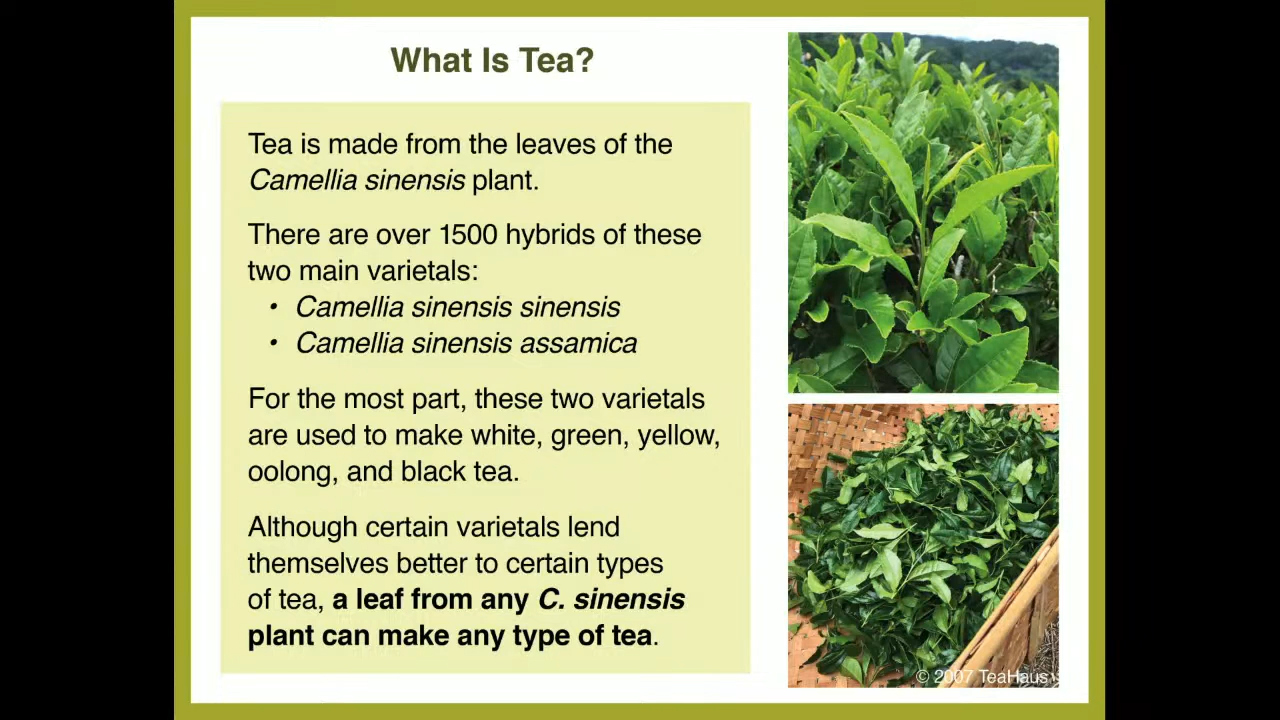 What Is Tea?
Tea is made from the leaves of the
Camellia sinensis plant.
There are over 1500 hybrids of these
two main varietals:
• Camellia sinensis sinensis
• Camellia sinensis assamica
For the most part, these two varietals
are used to make white, green, yellow,
oolong, and black tea.
Although certain varietals lend
themselves better to certain types
of tea, a leaf from any C. sinensis
plant can make any type of tea.
© 2007 TeaHaus